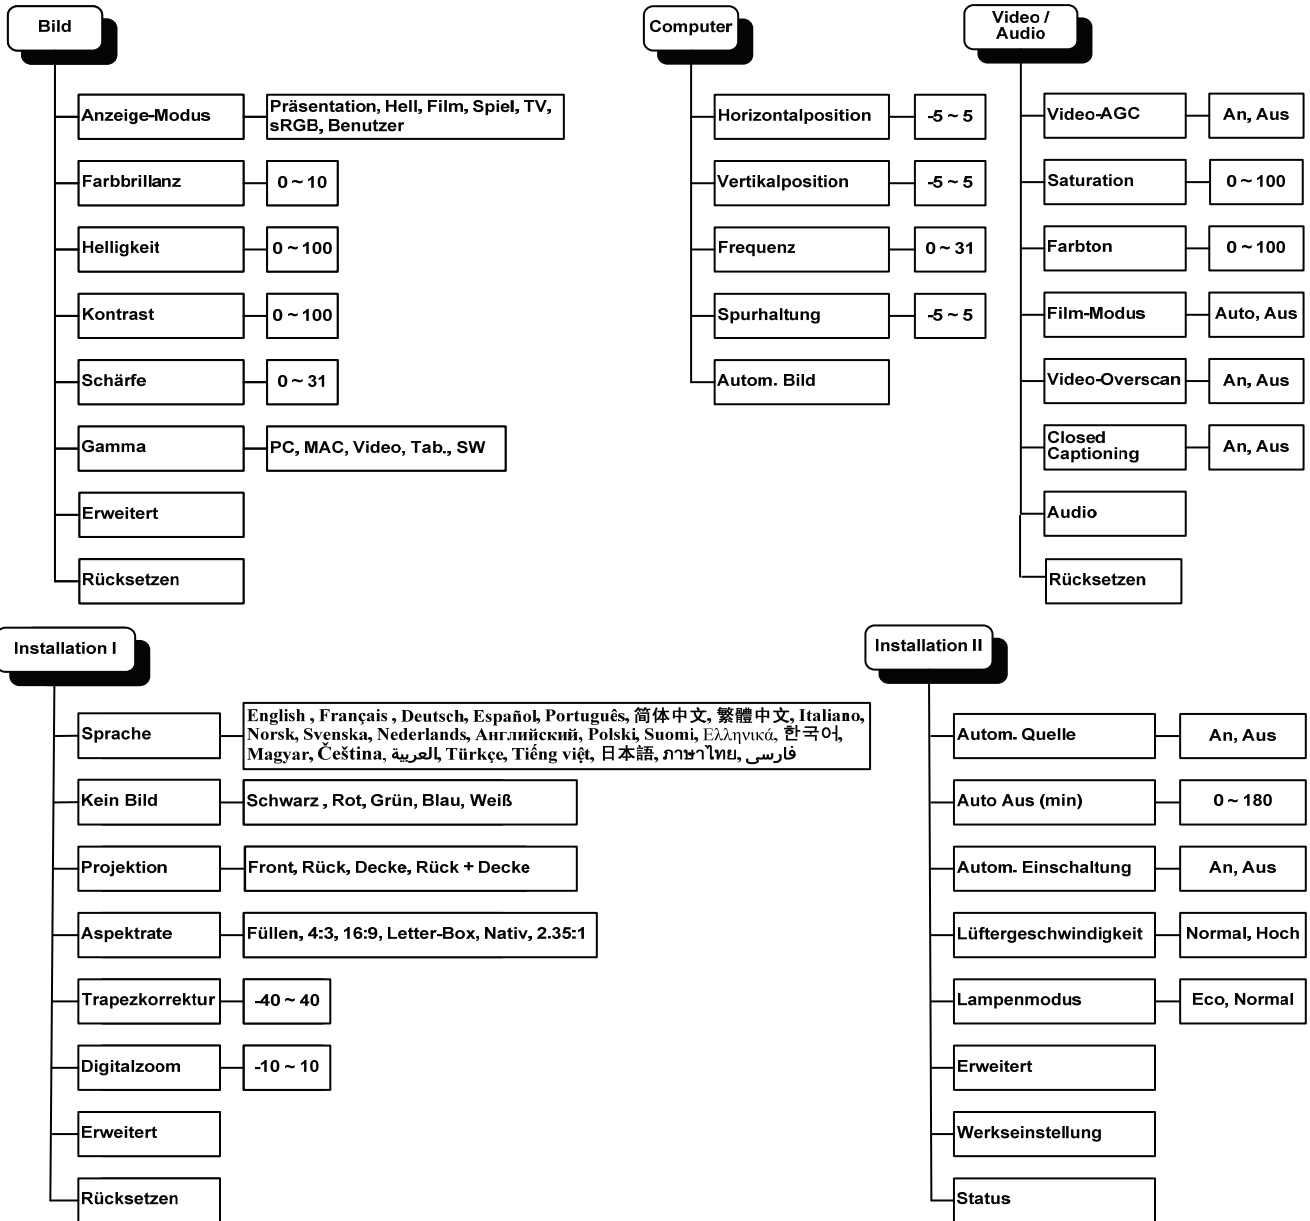 Bild
Anzeige-Modus
Präsentation, Hell, Film, Spiel, TV,
sRGB, Benutzer
Farbbrillanz
0 ~ 10
Helligkeit
0 ~ 100
Kontrast
0 ~ 100
Schärfe
0 ~ 31
Gamma
PC, MAC, Video, Tab., SW
Erweitert
Rücksetzen
Computer
Horizontalposition
-5 ~ 5
Vertikalposition
-5 ~ 5
Frequenz
0 ~ 31
Spurhaltung
-5 ~ 5
Autom. Bild
Video /
Audio
Video-AGC
An, Aus
Saturation
0 ~ 100
Farbton
0 ~ 100
Film-Modus
Auto, Aus
Video-Overscan
An, Aus
Closed
Captioning
An, Aus
Audio
Rücksetzen
Installation I
Sprache
English , Français , Deutsch, Español, Português, 简体中文, 繁體中文, Italiano,
Norsk, Svenska, Nederlands, Английский, Polski, Suomi, Ελληνικά, 한국어,
Magyar, Čeština, العربية, Türkçe, Tiếng việt, 日本語, ภาษาไทย, فارسی
Kein Bild
Schwarz , Rot, Grün, Blau, Weiß
Projektion
Front, Rück, Decke, Rück + Decke
Aspektrate
Füllen, 4:3, 16:9, Letter-Box, Nativ, 2.35:1
Trapezkorrektur
-40 ~ 40
Digitalzoom
-10 ~ 10
Erweitert
Rücksetzen
Installation II
Autom. Quelle
An, Aus
Auto Aus (min)
0 ~ 180
Autom. Einschaltung
An, Aus
Lüftergeschwindigkeit
Normal, Hoch
Lampenmodus
Eco, Normal
Erweitert
Werkseinstellung
Status